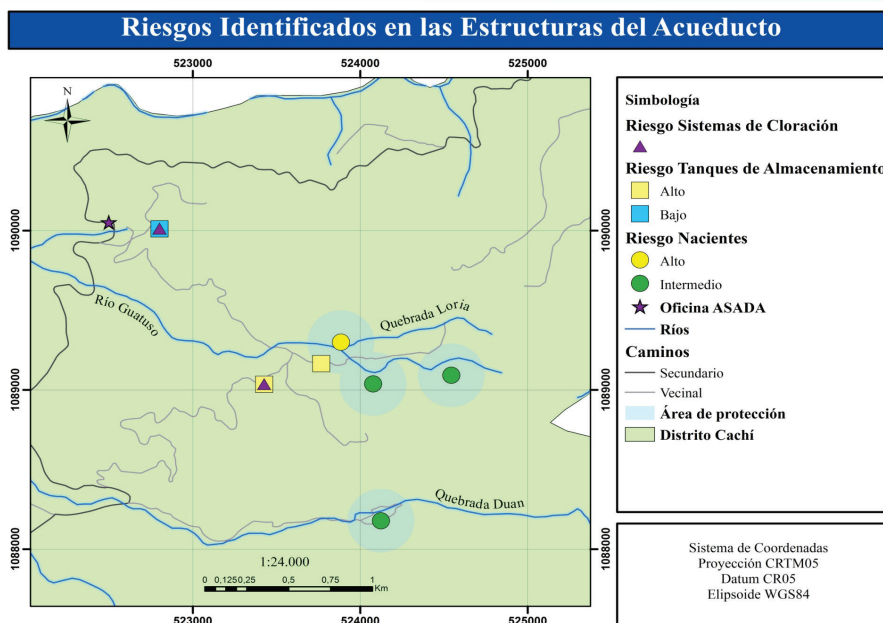 Riesgos Identificados en las Estructuras del Acueducto
523000 524000 525000
N
1090000 1090000
Río Guatuso
Quebrada Loría
1089000 1089000
Quebrada Duan
1088000 1088000
1:24.000
0 0,125 0,25 0,5 0,75 1
Km
523000 524000 525000
Simbología
Riesgo Sistemas de Cloración
Riesgo Tanques de Almacenamiento
Alto
Bajo
Riesgo Nacientes
Alto
Intermedio
Oficina ASADA
Ríos
Caminos
Secundario
Vecinal
Área de protección
Distrito Cachí
Sistema de Coordenadas
Proyección CRTM05
Datum CR05
Elipsoide WGS84